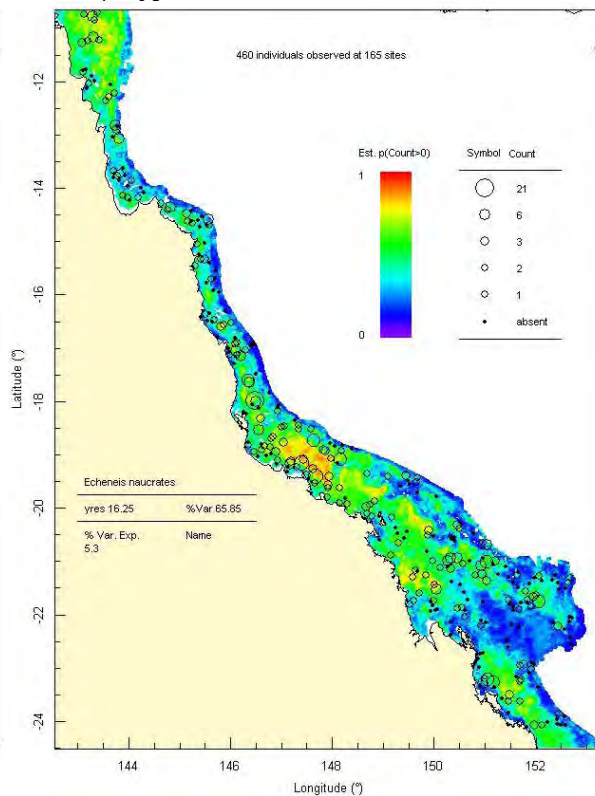 460 individuals observed at 165 sites
Est. p(Count>0)
1
0
Symbol Count
21
6
3
2
1
absent
Echeneis naucrates
yres 16.25 %Var 65.85
% Var. Exp. Name
5.3
-12
-14
-16
-18
-20
-22
-24
Latitude (°)
144 146 148 150 152
Longitude (°)